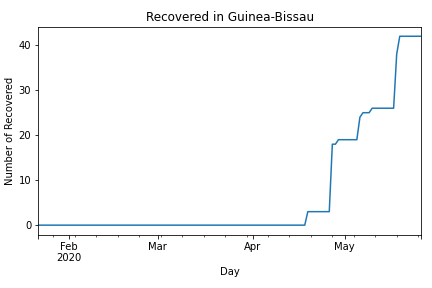 Recovered in Guinea-Bissau
Number of Recovered
40
30
20
10
0
Feb
2020
Mar
Apr
May
Day